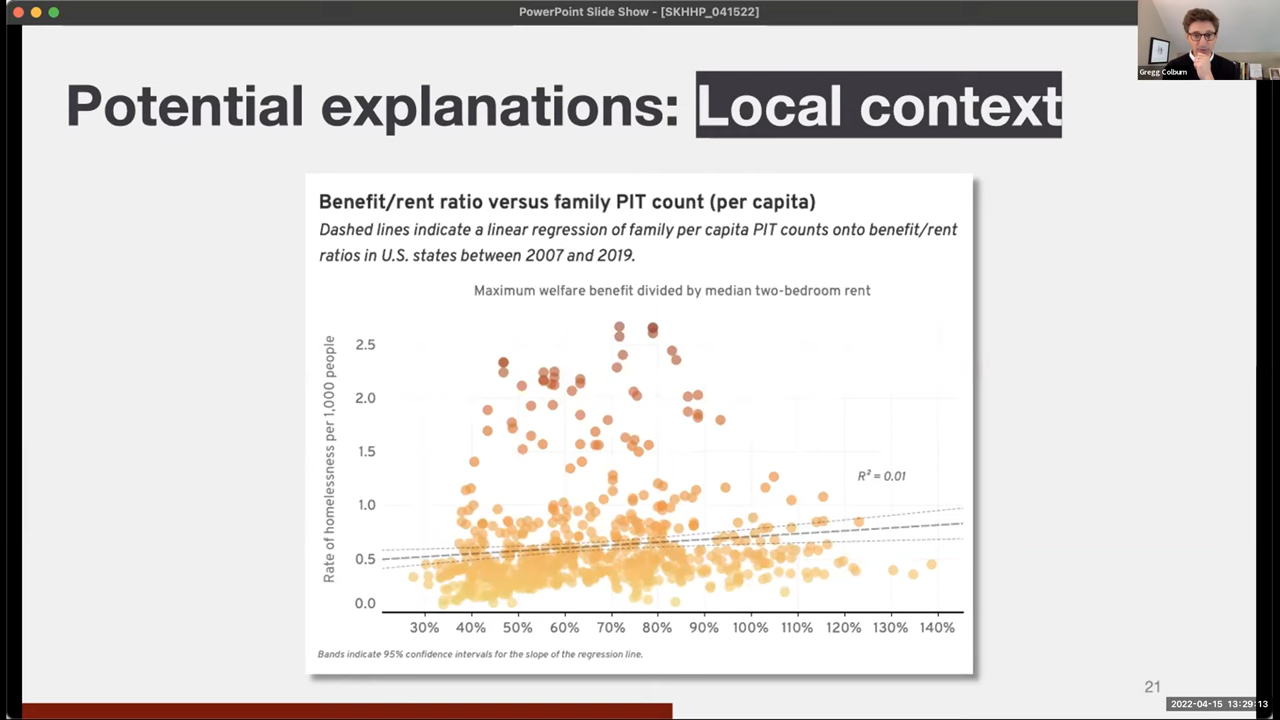 PowerPoint Slide Show - [SKHHP_041522]
Gregg Colburn
Potential explanations: Local context
Benefit/rent ratio versus family PIT count (per capita)
Dashed lines indicate a linear regression of family per capita PIT counts onto benefit/rent
ratios in U.S. states between 2007 and 2019.
Maximum welfare benefit divided by median two-bedroom rent
Rate of homelessness per 1,000 people
2.5
2.0
1.5
1.0
0.5
0.0
R² = 0.01
30% 40% 50% 60% 70% 80% 90% 100% 110% 120% 130% 140%
Bands indicate 95% confidence intervals for the slope of the regression line.
21
2022-04-15 13:29:13